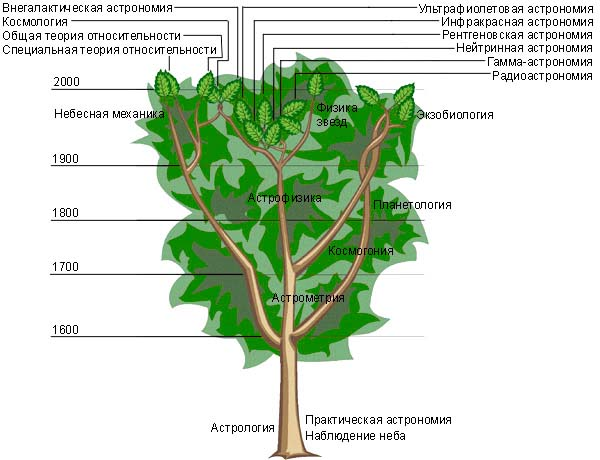 Внегалактическая астрономия
Космология
Общая теория относительности
Специальная теория относительности
Ультрафиолетовая астрономия
Инфракрасная астрономия
Рентгеновская астрономия
Нейтринная астрономия
Гамма-астрономия
Радиоастрономия
2000
Небесная механика
Физика
звезд
Экзобиология
1900
Астрофизика
Планетология
1800
Космогония
1700
Астрометрия
1600
Астрология
Практическая астрономия
Наблюдение неба